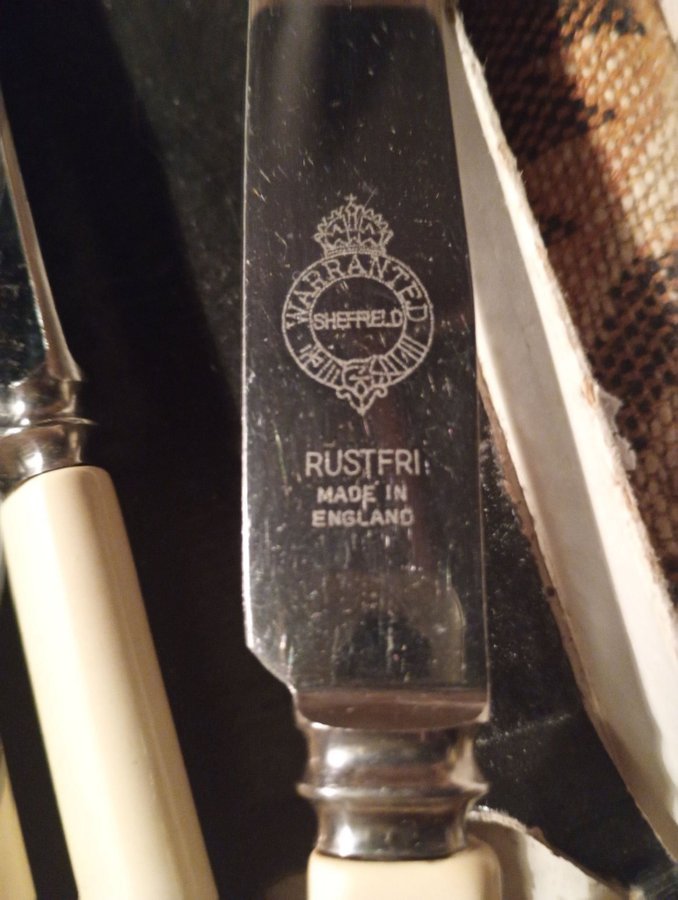 WARRANTED
SHEFFIELD
RUSTFRI
MADE IN
ENGLAND